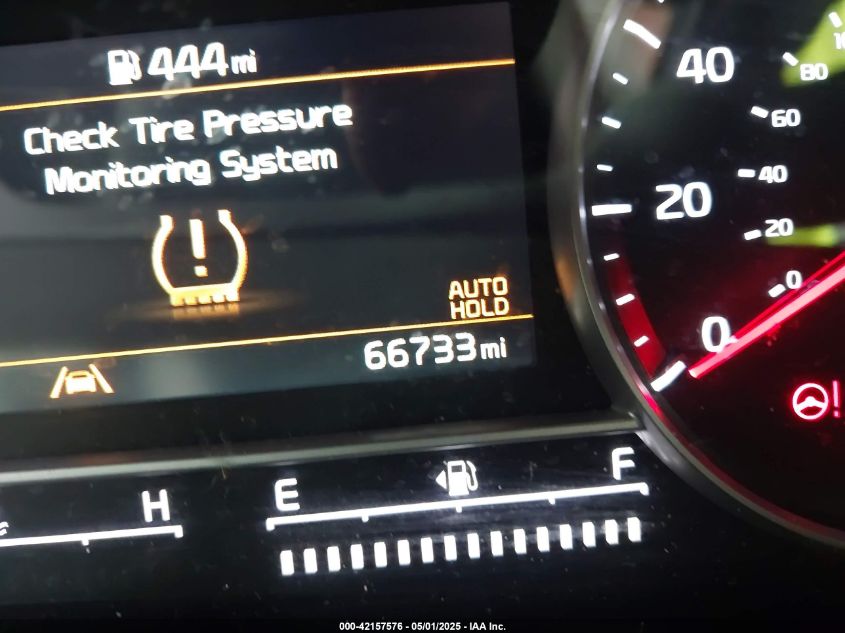 444 mi
Check Tire Pressure
Monitoring System
!
AUTO
HOLD
66733 mi
H
E
F
40
20
0
80
60
40
20
0
!
000-42157576 - 05/01/2025 - IAA Inc.